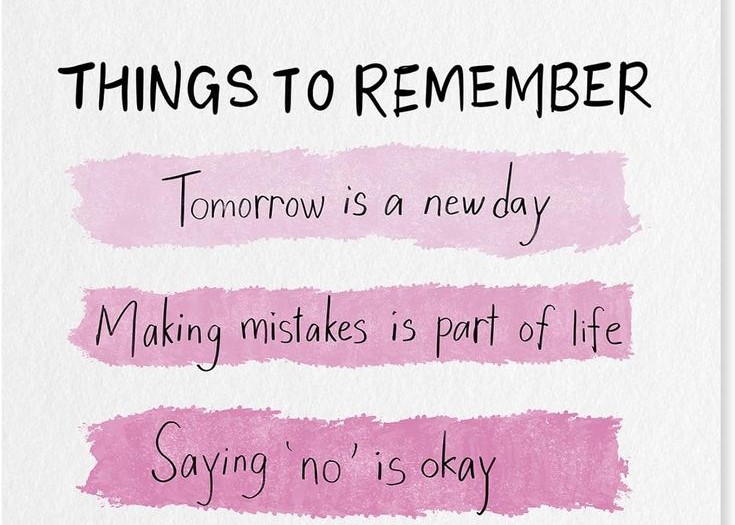 THINGS TO REMEMBER
Tomorrow is a new day
Making mistakes is part of life
Saying 'no' is okay